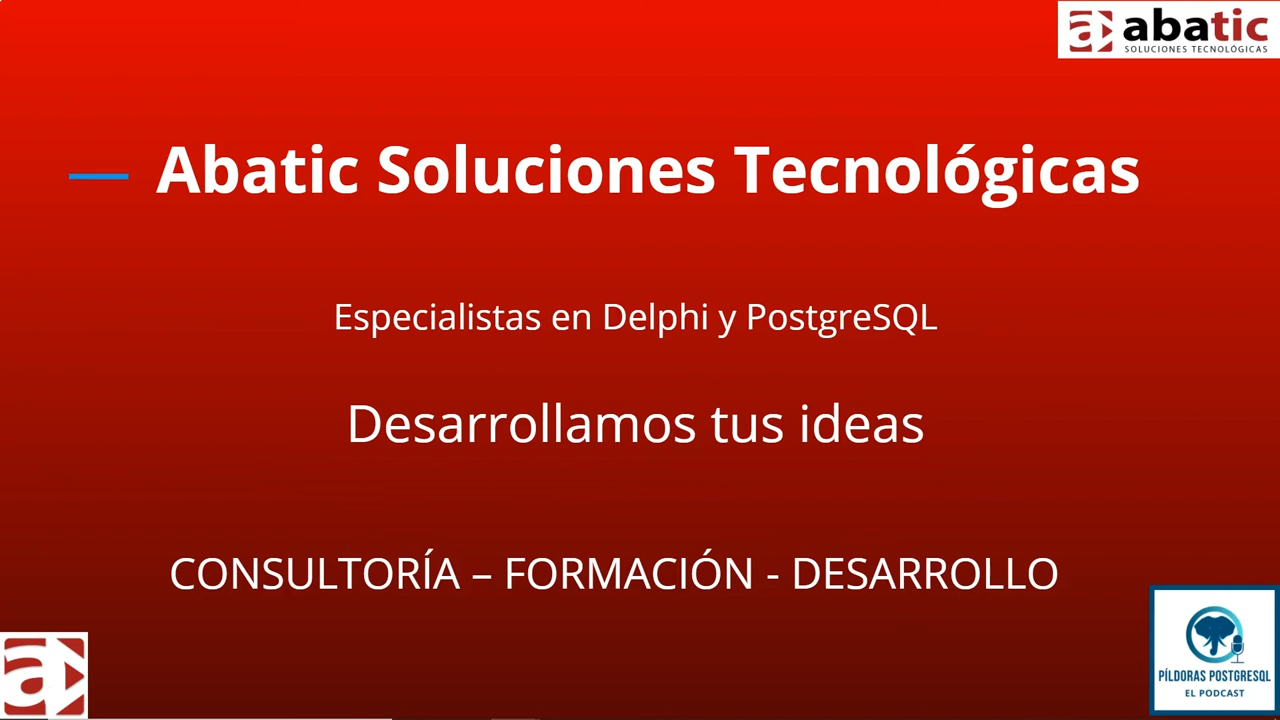 abatic
SOLUCIONES TECNOLÓGICAS
Abatic Soluciones Tecnológicas
Especialistas en Delphi y PostgreSQL
Desarrollamos tus ideas
CONSULTORÍA – FORMACIÓN - DESARROLLO
a
PÍLDORAS POSTGRESQL
EL PODCAST